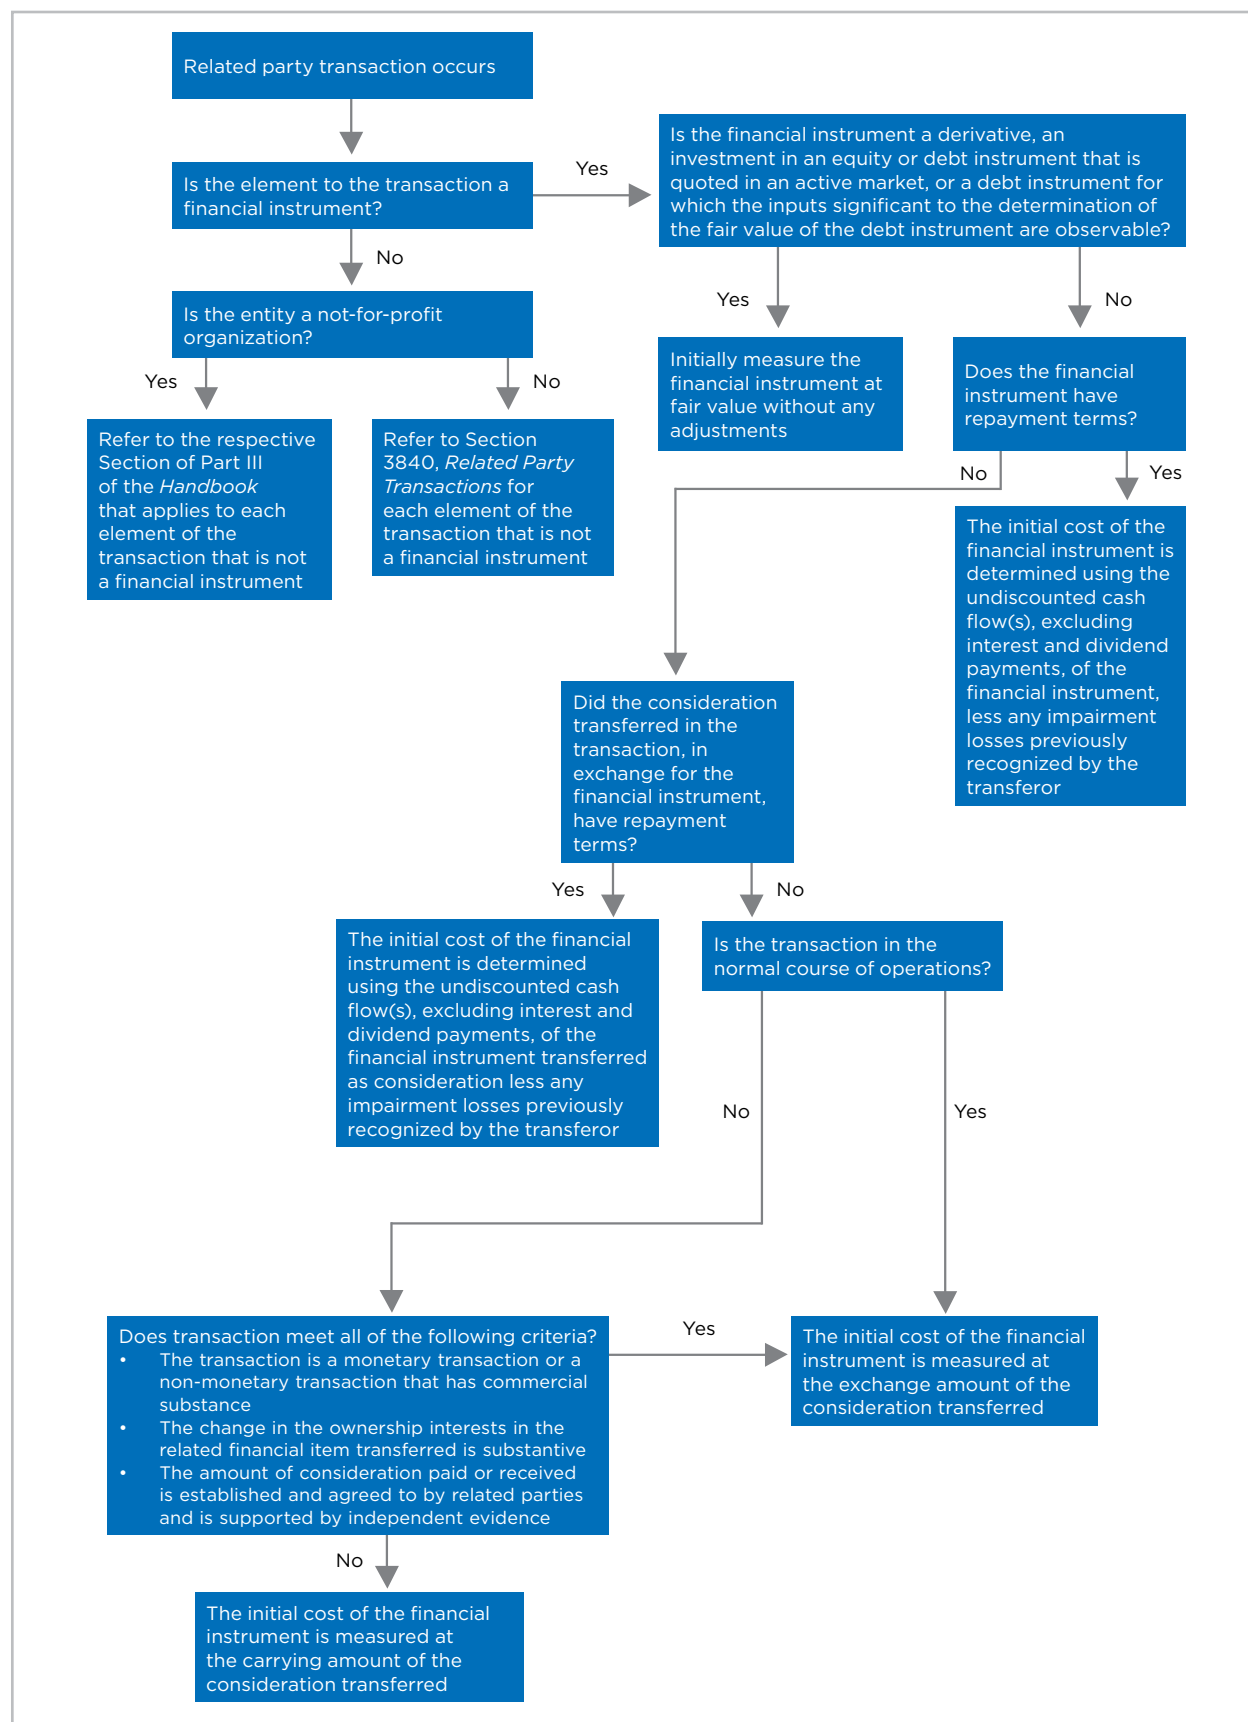 Related party transaction occurs
Is the element to the transaction a
financial instrument?
Yes
Is the financial instrument a derivative, an
investment in an equity or debt instrument that is
quoted in an active market, or a debt instrument for
which the inputs significant to the determination of
the fair value of the debt instrument are observable?
No
Is the entity a not-for-profit
organization?
Yes
No
Refer to the respective
Section of Part III
of the Handbook
that applies to each
element of the
transaction that is not
a financial instrument
Refer to Section
3840, Related Party
Transactions for
each element of the
transaction that is not
a financial instrument
Yes
No
Initially measure the
financial instrument at
fair value without any
adjustments
Does the financial
instrument have
repayment terms?
No
Yes
The initial cost of the
financial instrument is
determined using the
undiscounted cash
flow(s), excluding
interest and dividend
payments, of the
financial instrument,
less any impairment
losses previously
recognized by the
transferor
Did the consideration
transferred in the
transaction, in
exchange for the
financial instrument,
have repayment
terms?
Yes
No
The initial cost of the financial
instrument is determined
using the undiscounted cash
flow(s), excluding interest and
dividend payments, of the
financial instrument transferred
as consideration less any
impairment losses previously
recognized by the transferor
Is the transaction in the
normal course of operations?
No
Yes
Does transaction meet all of the following criteria?
• The transaction is a monetary transaction or a
non-monetary transaction that has commercial
substance
• The change in the ownership interests in the
related financial item transferred is substantive
• The amount of consideration paid or received
is established and agreed to by related parties
and is supported by independent evidence
Yes
The initial cost of the financial
instrument is measured at
the exchange amount of the
consideration transferred
No
The initial cost of the financial
instrument is measured at
the carrying amount of the
consideration transferred